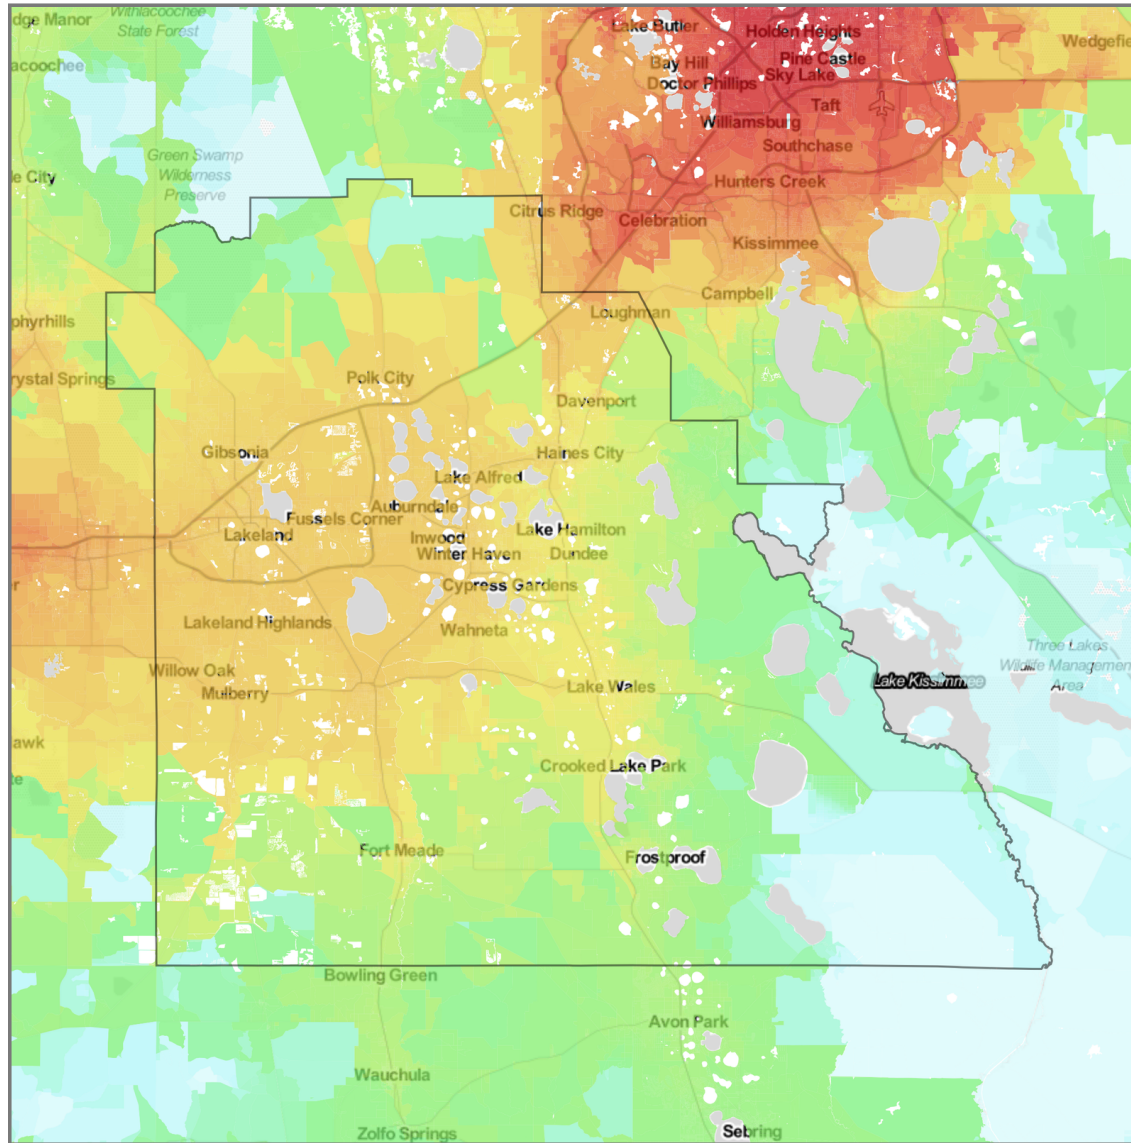 Withlacoochee
State Forest
dge Manor
Lake Butler
Holden Heights
Wedgefie
acoochee
Bay Hill
Pine Castle
Sky Lake
Doctor Phillips
Taft
Williamsburg
Southchase
Green Swamp
Wilderness
Preserve
le City
Hunters Creek
Citrus Ridge
Celebration
Kissimmee
Campbell
phyrhills
Loughman
rystal Springs
Polk City
Davenport
Gibsonia
Haines City
Lake Alfred
Auburndale
Fussels Corner
Lakeland
Lake Hamilton
Inwood
Winter Haven
Dundee
Cypress Gardens
Lakeland Highlands
Wahneta
Three Lakes
Wildlife Management
Area
Willow Oak
Mulberry
Lake Wales
Lake Kissimmee
awk
Crooked Lake Park
te
Fort Meade
Frostproof
Bowling Green
Avon Park
Wauchula
Zolfo Springs
Sebring